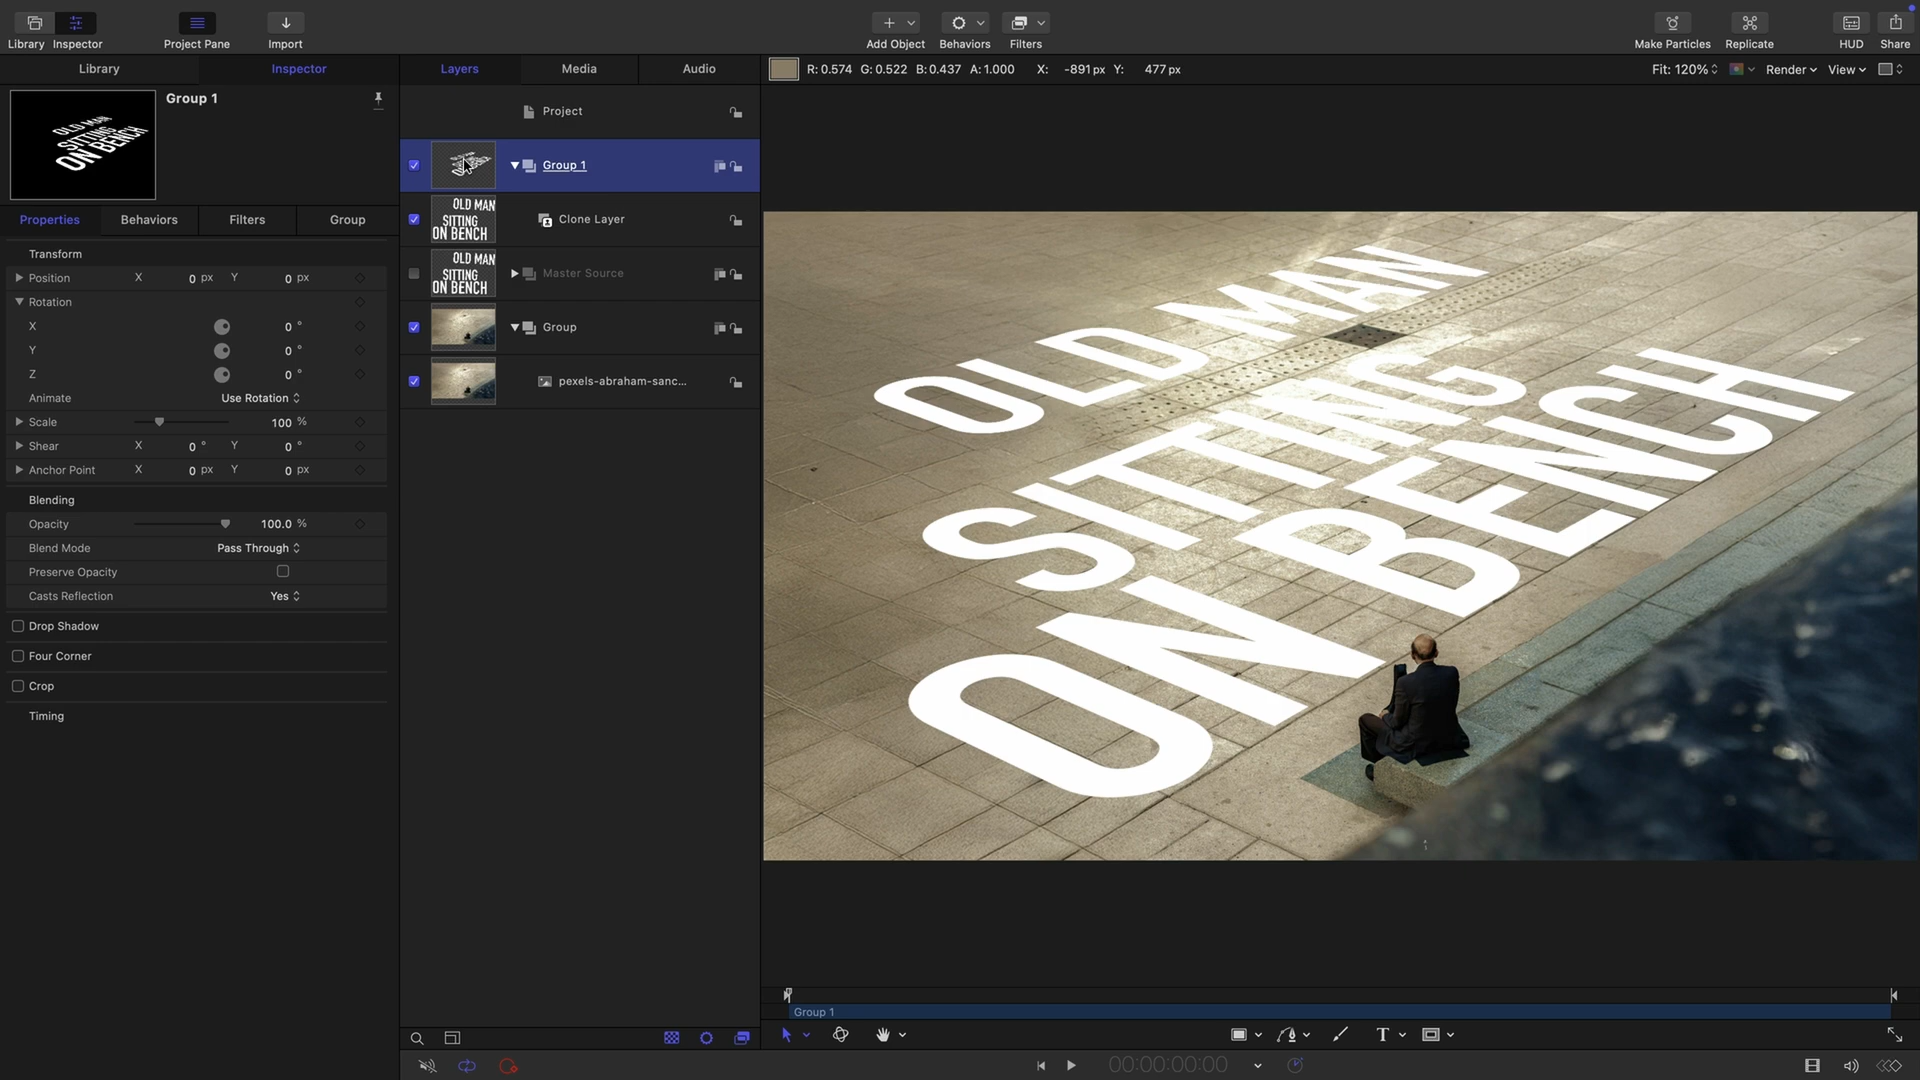 Library Inspector Project Pane Import Add Object Behaviors Filters Make Particles Replicate HUD Share
Library Inspector Layers Media Audio R: 0.574 G: 0.522 B: 0.437 A: 1.000 X: -891 px Y: 477 px Fit: 120% Render View
Group 1
OLD MAN
SITTING
ON BENCH
Properties Behaviors Filters Group
Transform
Position X 0 px Y 0 px
Rotation
X 0 °
Y 0 °
Z 0 °
Animate Use Rotation
Scale 100 %
Shear X 0 ° Y 0 °
Anchor Point X 0 px Y 0 px
Blending
Opacity 100.0 %
Blend Mode Pass Through
Preserve Opacity
Casts Reflection Yes
Drop Shadow
Four Corner
Crop
Timing
Project
Group 1
OLD MAN
SITTING
ON BENCH
Clone Layer
OLD MAN
SITTING
ON BENCH
Master Source
Group
pexels-abraham-sanc...
OLD MAN
SITTING
ON BENCH
Group 1
T
00:00:00:00